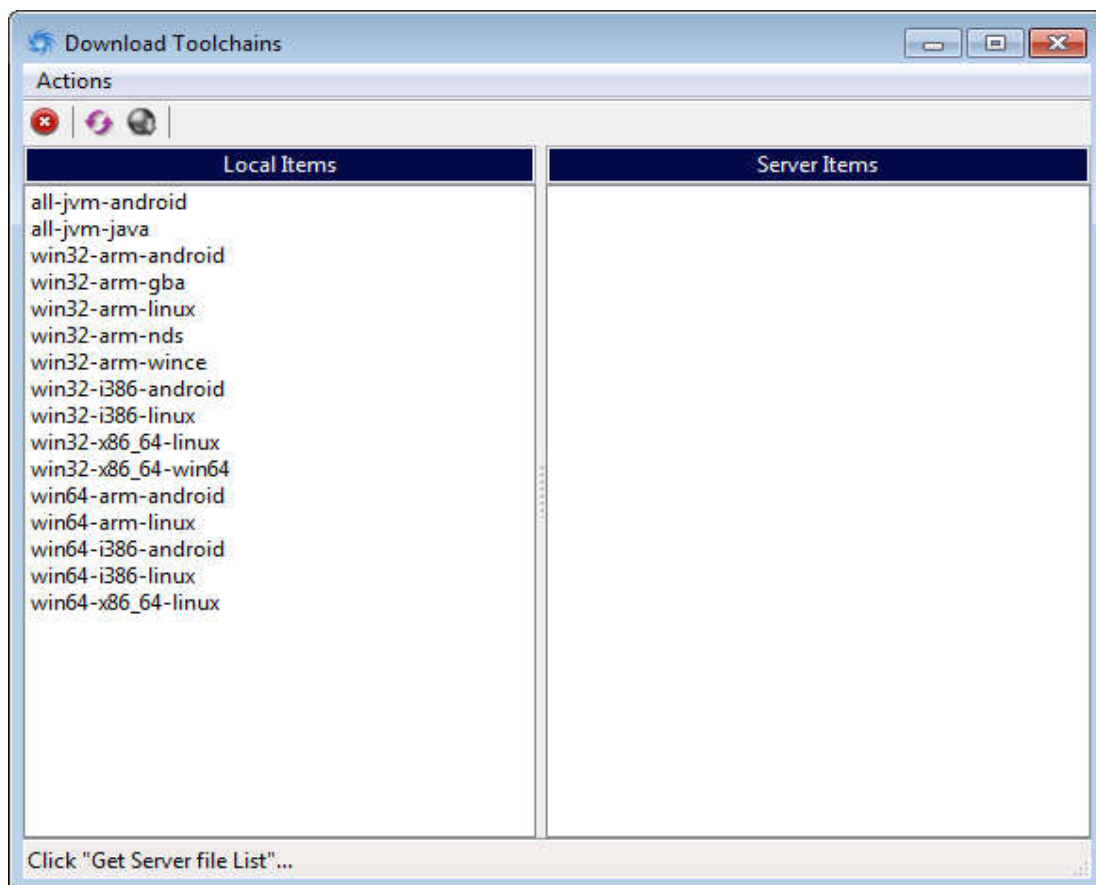 Download Toolchains
Actions
Local Items
Server Items
all-jvm-android
all-jvm-java
win32-arm-android
win32-arm-gba
win32-arm-linux
win32-arm-nds
win32-arm-wince
win32-i386-android
win32-i386-linux
win32-x86_64-linux
win32-x86_64-win64
win64-arm-android
win64-arm-linux
win64-i386-android
win64-i386-linux
win64-x86_64-linux
Click "Get Server file List"...